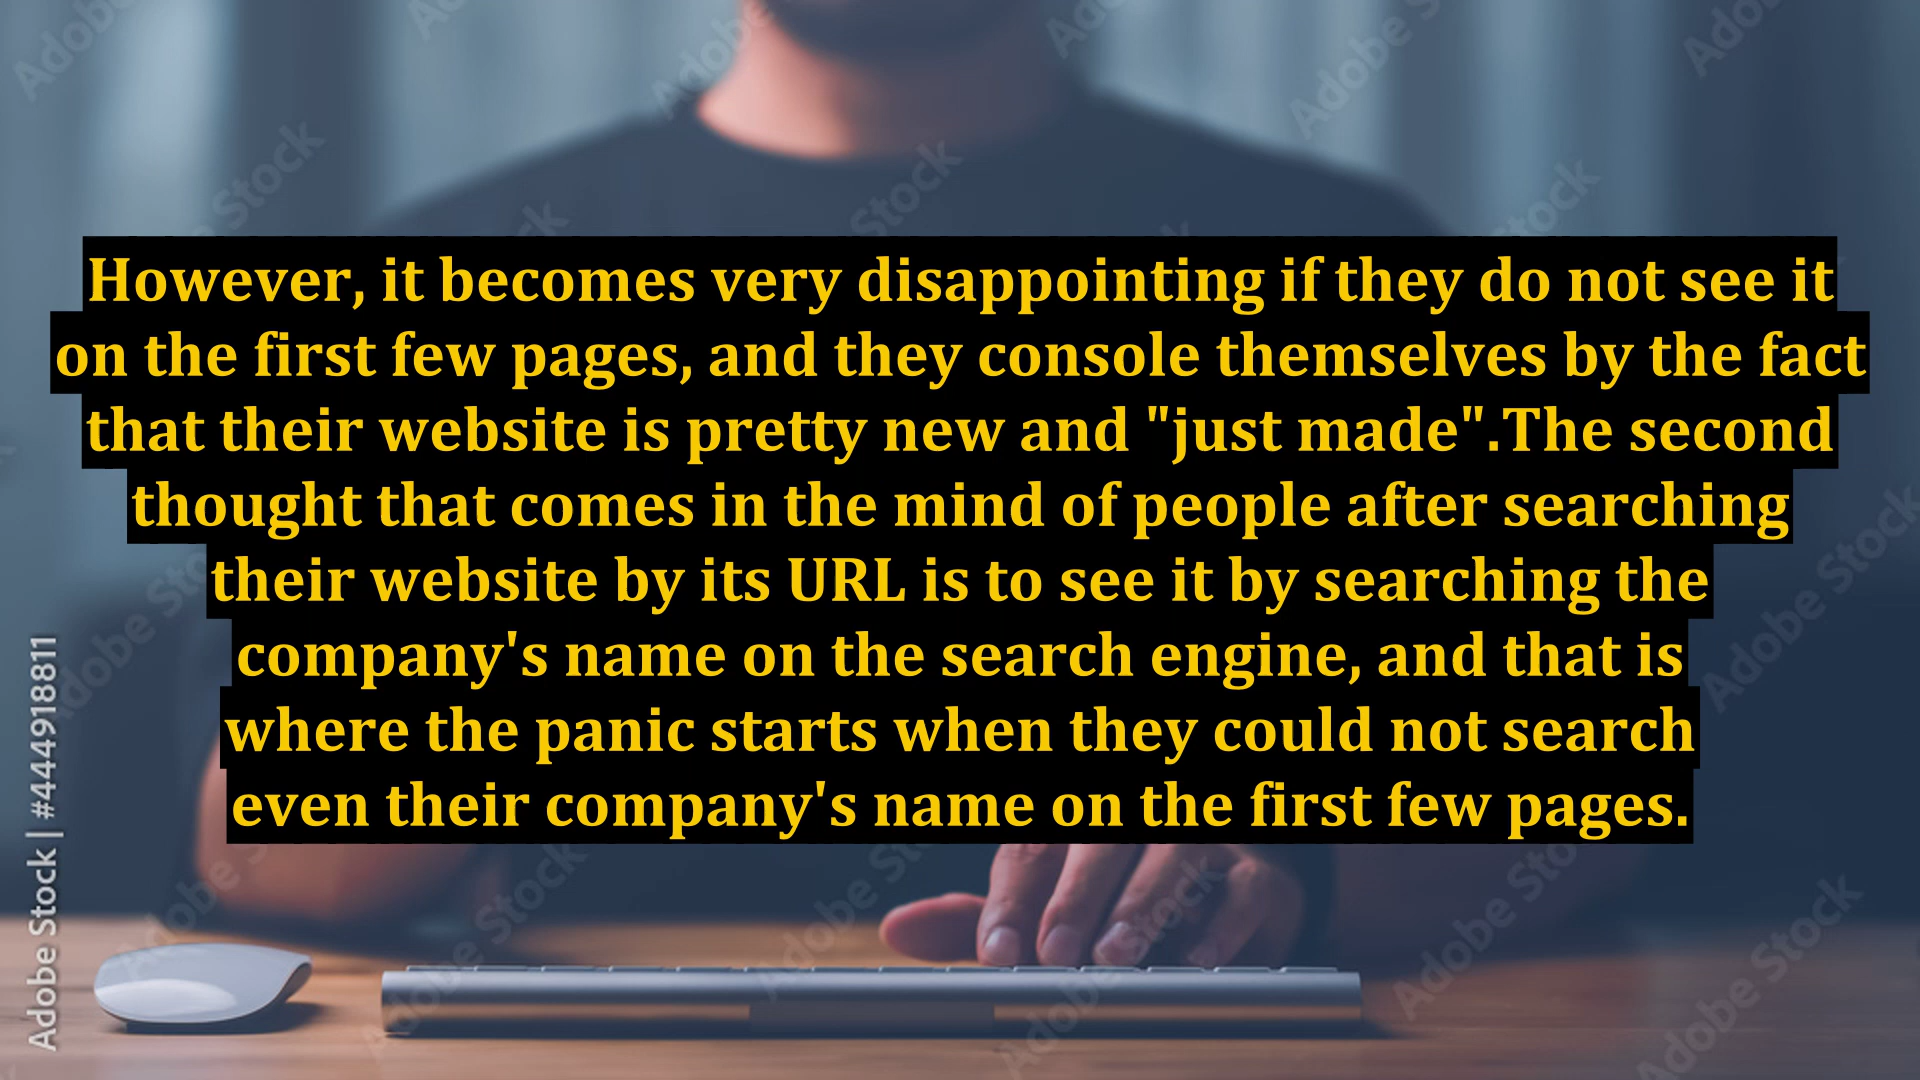 However, it becomes very disappointing if they do not see it
on the first few pages, and they console themselves by the fact
that their website is pretty new and "just made".The second
thought that comes in the mind of people after searching
their website by its URL is to see it by searching the
company's name on the search engine, and that is
where the panic starts when they could not search
even their company's name on the first few pages.
Adobe Stock | #444918811
Adobe Stock